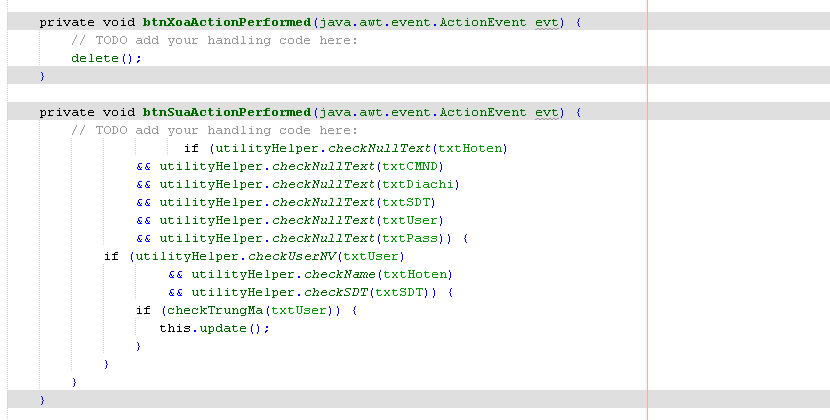 private void btnXoaActionPerformed(java.awt.event.ActionEvent evt) {
// TODO add your handling code here:
delete();
}
private void btnSuaActionPerformed(java.awt.event.ActionEvent evt) {
// TODO add your handling code here:
if (utilityHelper.checkNullText(txtHoten)
&& utilityHelper.checkNullText(txtCMND)
&& utilityHelper.checkNullText(txtDiachi)
&& utilityHelper.checkNullText(txtSDT)
&& utilityHelper.checkNullText(txtUser)
&& utilityHelper.checkNullText(txtPass)) {
if (utilityHelper.checkUserNV(txtUser)
&& utilityHelper.checkName(txtHoten)
&& utilityHelper.checkSDT(txtSDT)) {
if (checkTrungMa(txtUser)) {
this.update();
}
}
}
}